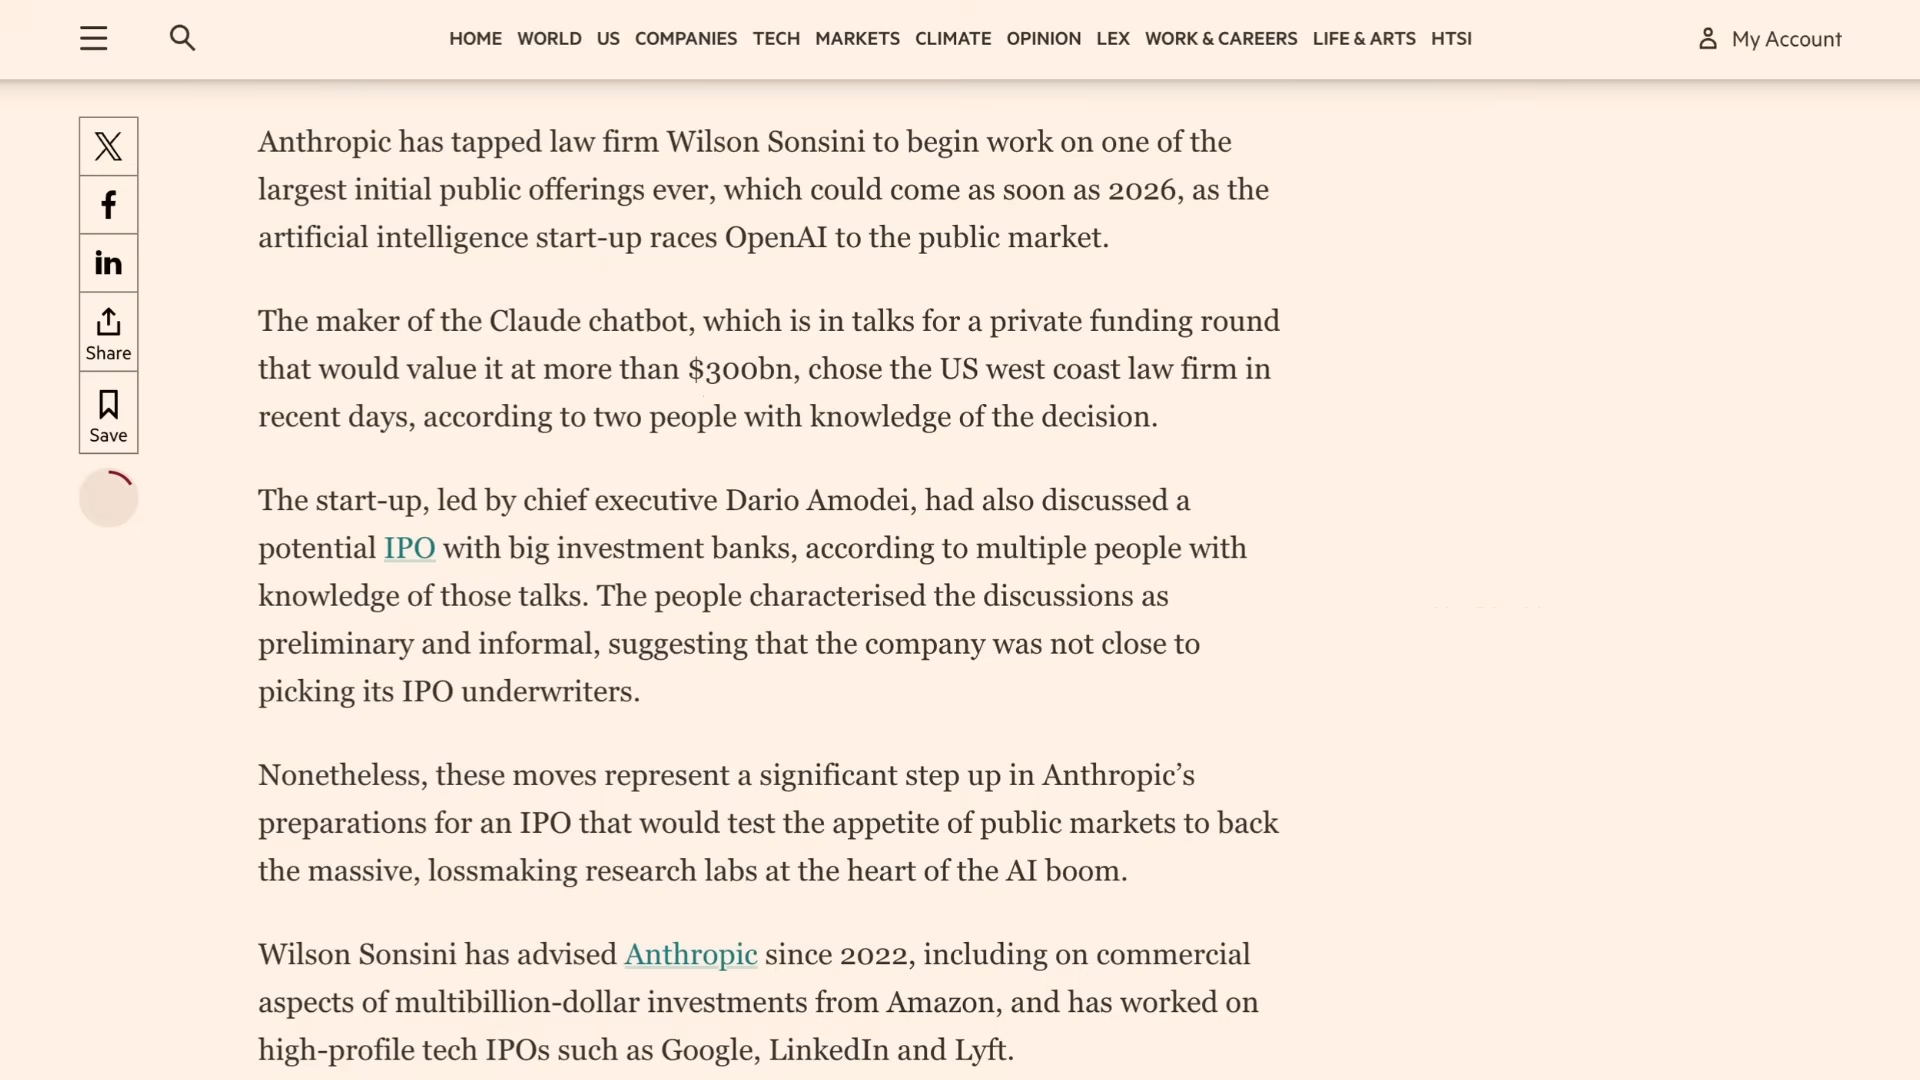 HOME WORLD US COMPANIES TECH MARKETS CLIMATE OPINION LEX WORK & CAREERS LIFE & ARTS HTSI
My Account
Share
Save
Anthropic has tapped law firm Wilson Sonsini to begin work on one of the
largest initial public offerings ever, which could come as soon as 2026, as the
artificial intelligence start-up races OpenAI to the public market.
The maker of the Claude chatbot, which is in talks for a private funding round
that would value it at more than $300bn, chose the US west coast law firm in
recent days, according to two people with knowledge of the decision.
The start-up, led by chief executive Dario Amodei, had also discussed a
potential IPO with big investment banks, according to multiple people with
knowledge of those talks. The people characterised the discussions as
preliminary and informal, suggesting that the company was not close to
picking its IPO underwriters.
Nonetheless, these moves represent a significant step up in Anthropic’s
preparations for an IPO that would test the appetite of public markets to back
the massive, lossmaking research labs at the heart of the AI boom.
Wilson Sonsini has advised Anthropic since 2022, including on commercial
aspects of multibillion-dollar investments from Amazon, and has worked on
high-profile tech IPOs such as Google, LinkedIn and Lyft.